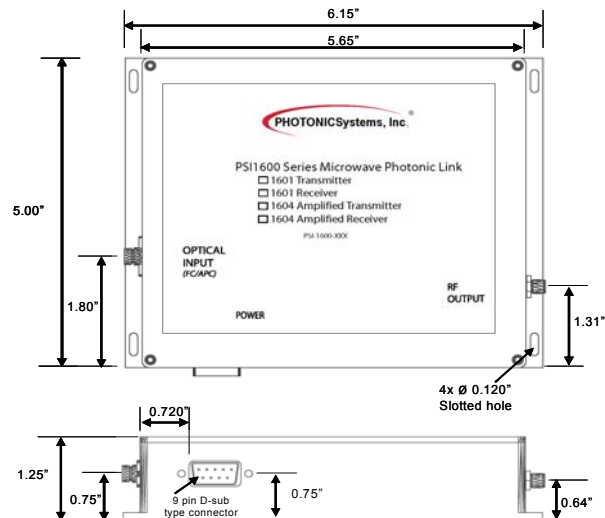 6.15”
5.65”
PHOTONICSystems, Inc.®
PSI1600 Series Microwave Photonic Link
1601 Transmitter
1601 Receiver
1604 Amplified Transmitter
1604 Amplified Receiver
PSI-1600-XXX
5.00”
OPTICAL
INPUT
(FC/APC)
1.80”
RF
OUTPUT
1.31”
POWER
4x Ø 0.120”
Slotted hole
0.720”
1.25”
0.75”
9 pin D-sub
type connector
0.75”
0.64”